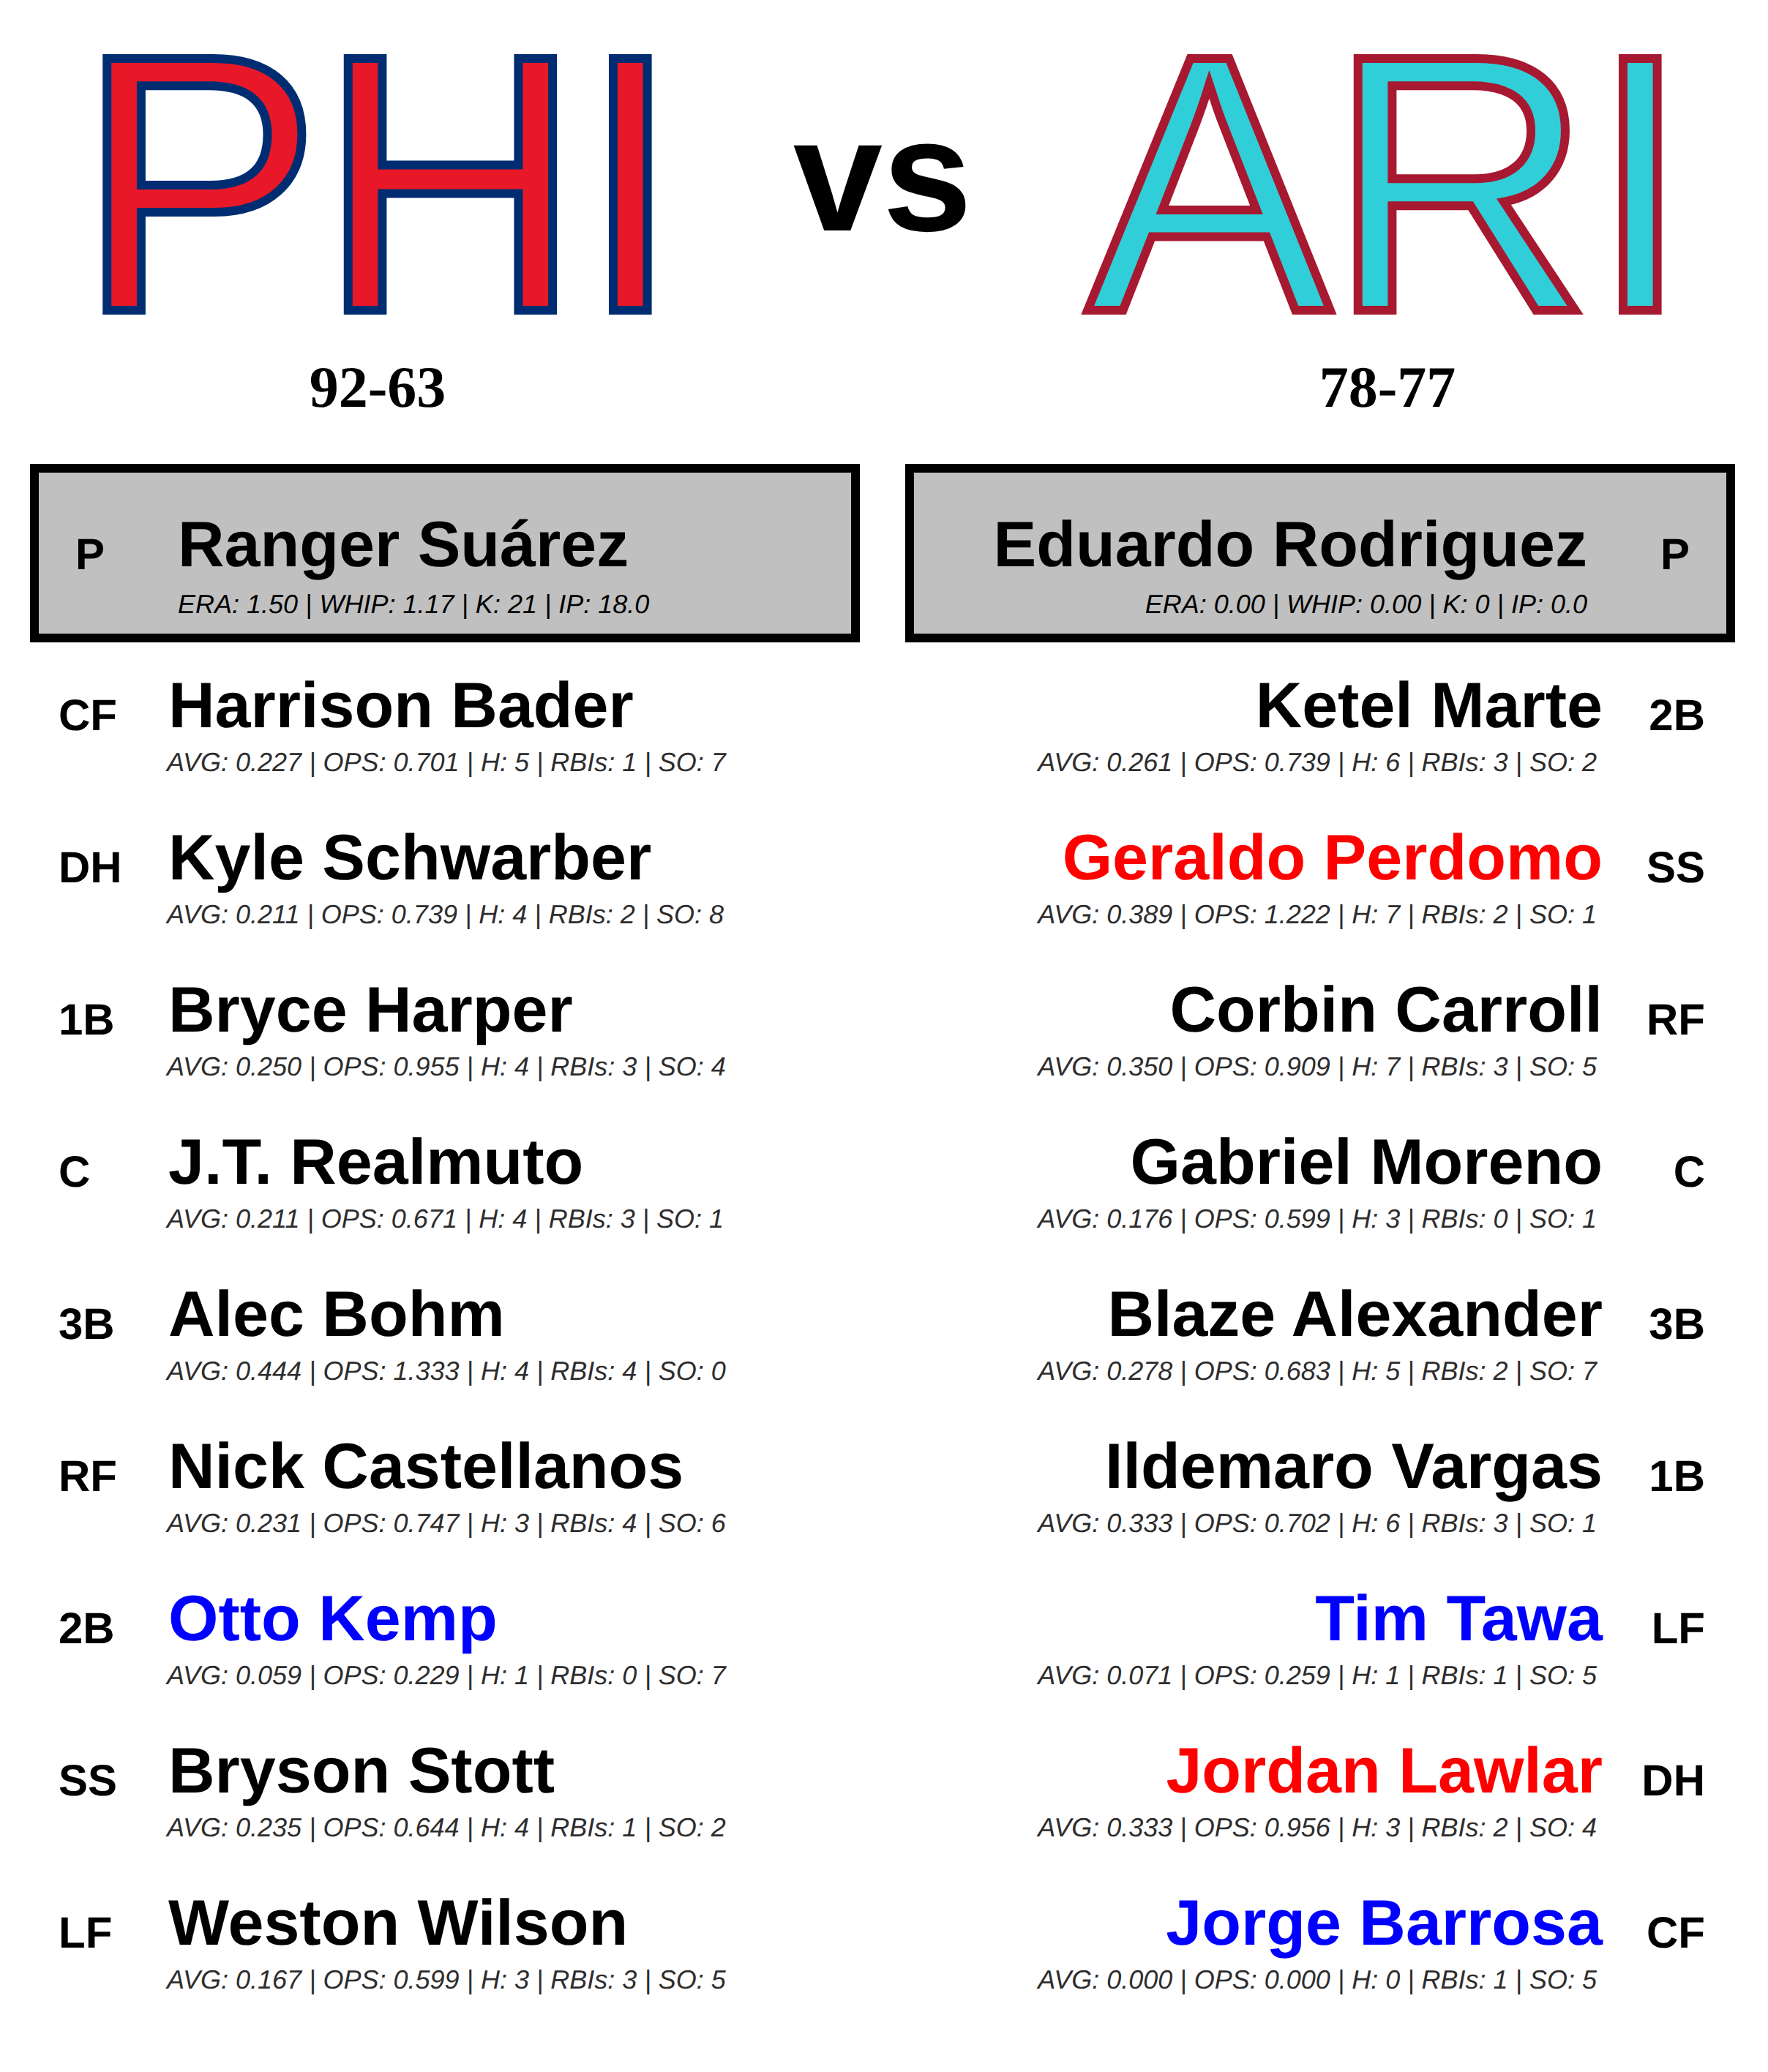 PHI vs ARI
92-63 78-77
P Ranger Suárez
ERA: 1.50 | WHIP: 1.17 | K: 21 | IP: 18.0
Eduardo Rodriguez P
ERA: 0.00 | WHIP: 0.00 | K: 0 | IP: 0.0
CF Harrison Bader
AVG: 0.227 | OPS: 0.701 | H: 5 | RBIs: 1 | SO: 7
DH Kyle Schwarber
AVG: 0.211 | OPS: 0.739 | H: 4 | RBIs: 2 | SO: 8
1B Bryce Harper
AVG: 0.250 | OPS: 0.955 | H: 4 | RBIs: 3 | SO: 4
C J.T. Realmuto
AVG: 0.211 | OPS: 0.671 | H: 4 | RBIs: 3 | SO: 1
3B Alec Bohm
AVG: 0.444 | OPS: 1.333 | H: 4 | RBIs: 4 | SO: 0
RF Nick Castellanos
AVG: 0.231 | OPS: 0.747 | H: 3 | RBIs: 4 | SO: 6
2B Otto Kemp
AVG: 0.059 | OPS: 0.229 | H: 1 | RBIs: 0 | SO: 7
SS Bryson Stott
AVG: 0.235 | OPS: 0.644 | H: 4 | RBIs: 1 | SO: 2
LF Weston Wilson
AVG: 0.167 | OPS: 0.599 | H: 3 | RBIs: 3 | SO: 5
Ketel Marte 2B
AVG: 0.261 | OPS: 0.739 | H: 6 | RBIs: 3 | SO: 2
Geraldo Perdomo SS
AVG: 0.389 | OPS: 1.222 | H: 7 | RBIs: 2 | SO: 1
Corbin Carroll RF
AVG: 0.350 | OPS: 0.909 | H: 7 | RBIs: 3 | SO: 5
Gabriel Moreno C
AVG: 0.176 | OPS: 0.599 | H: 3 | RBIs: 0 | SO: 1
Blaze Alexander 3B
AVG: 0.278 | OPS: 0.683 | H: 5 | RBIs: 2 | SO: 7
Ildemaro Vargas 1B
AVG: 0.333 | OPS: 0.702 | H: 6 | RBIs: 3 | SO: 1
Tim Tawa LF
AVG: 0.071 | OPS: 0.259 | H: 1 | RBIs: 1 | SO: 5
Jordan Lawlar DH
AVG: 0.333 | OPS: 0.956 | H: 3 | RBIs: 2 | SO: 4
Jorge Barrosa CF
AVG: 0.000 | OPS: 0.000 | H: 0 | RBIs: 1 | SO: 5